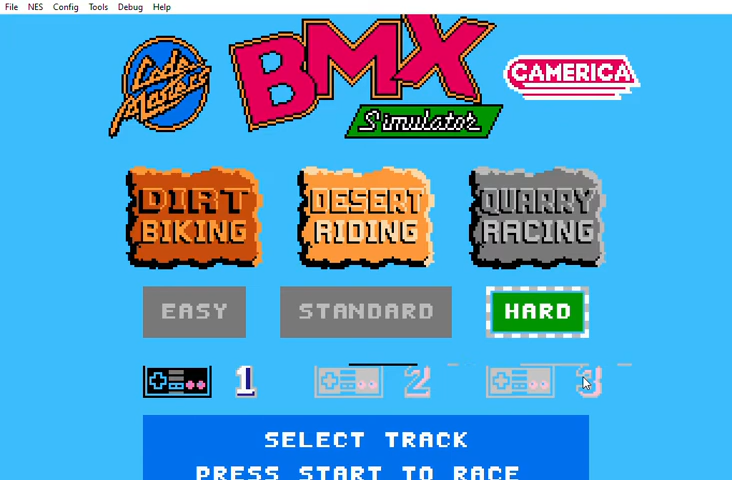 File NES Config Tools Debug Help
Code Masters
BMX
Simulator
CAMERICA
DIRT BIKING
DESERT RIDING
QUARRY RACING
EASY STANDARD HARD
1 2 3
SELECT TRACK
PRESS START TO RACE